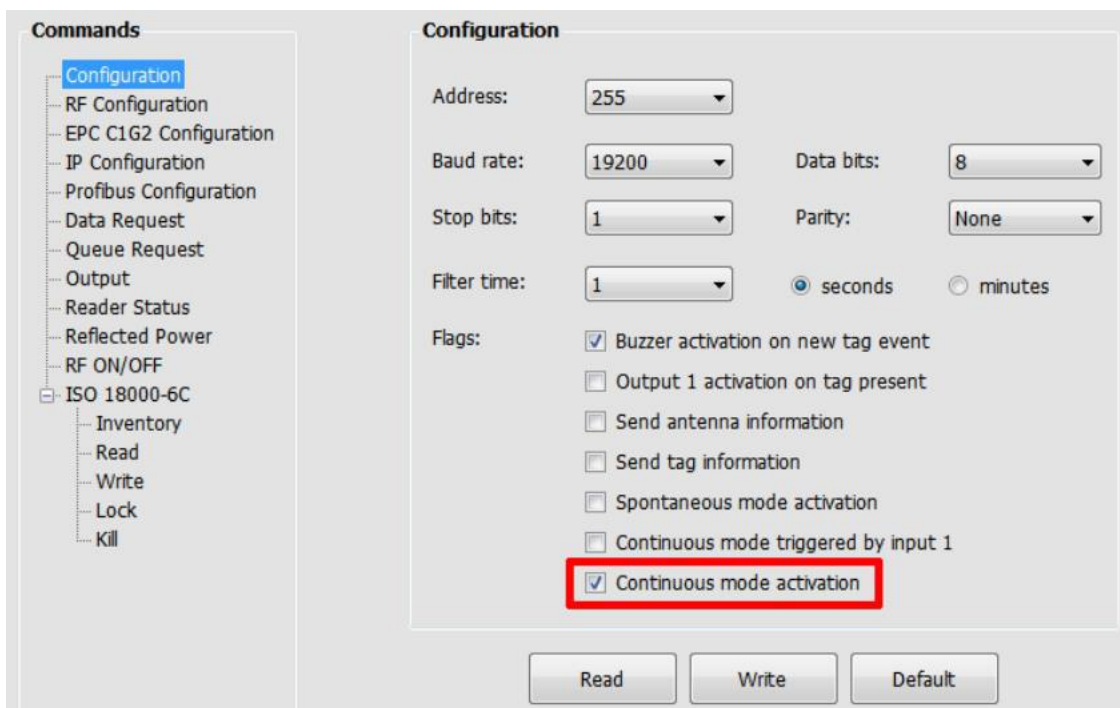 Commands
Configuration
RF Configuration
EPC C1G2 Configuration
IP Configuration
Profibus Configuration
Data Request
Queue Request
Output
Reader Status
Reflected Power
RF ON/OFF
ISO 18000-6C
Inventory
Read
Write
Lock
Kill
Configuration
Address: 255
Baud rate: 19200 Data bits: 8
Stop bits: 1 Parity: None
Filter time: 1 seconds minutes
Flags: Buzzer activation on new tag event
Output 1 activation on tag present
Send antenna information
Send tag information
Spontaneous mode activation
Continuous mode triggered by input 1
Continuous mode activation
Read Write Default